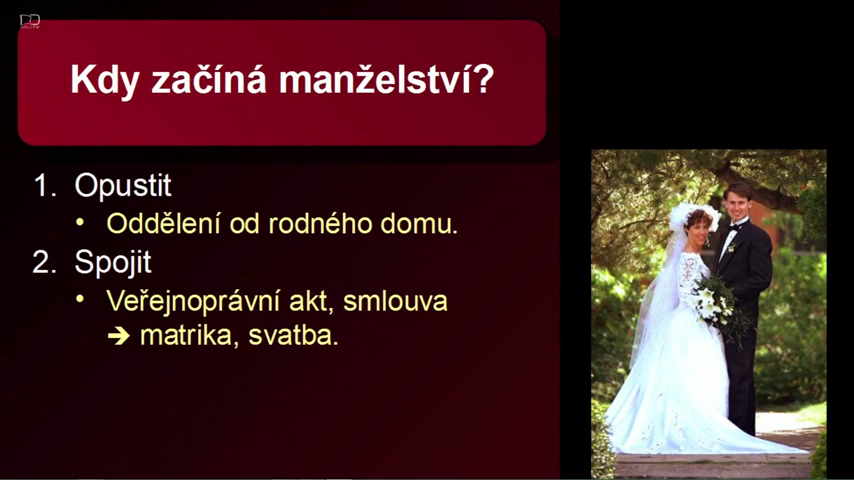 Kdy začíná manželství?
1. Opustit
• Oddělení od rodného domu.
2. Spojit
• Veřejnoprávní akt, smlouva
➔ matrika, svatba.